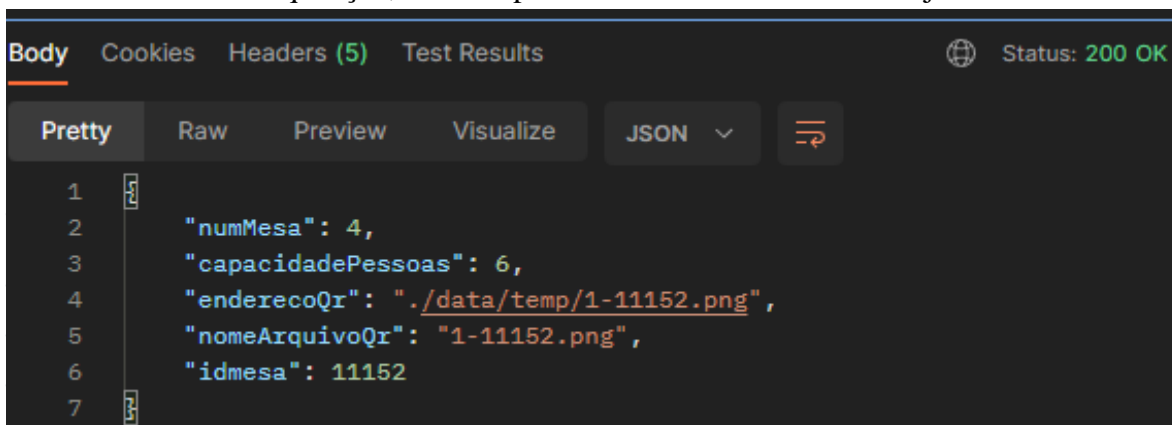 Body Cookies Headers (5) Test Results Status: 200 OK
Pretty Raw Preview Visualize JSON
1 {
2 "numMesa": 4,
3 "capacidadePessoas": 6,
4 "enderecoQr": "./data/temp/1-11152.png",
5 "nomeArquivoQr": "1-11152.png",
6 "idmesa": 11152
7 }